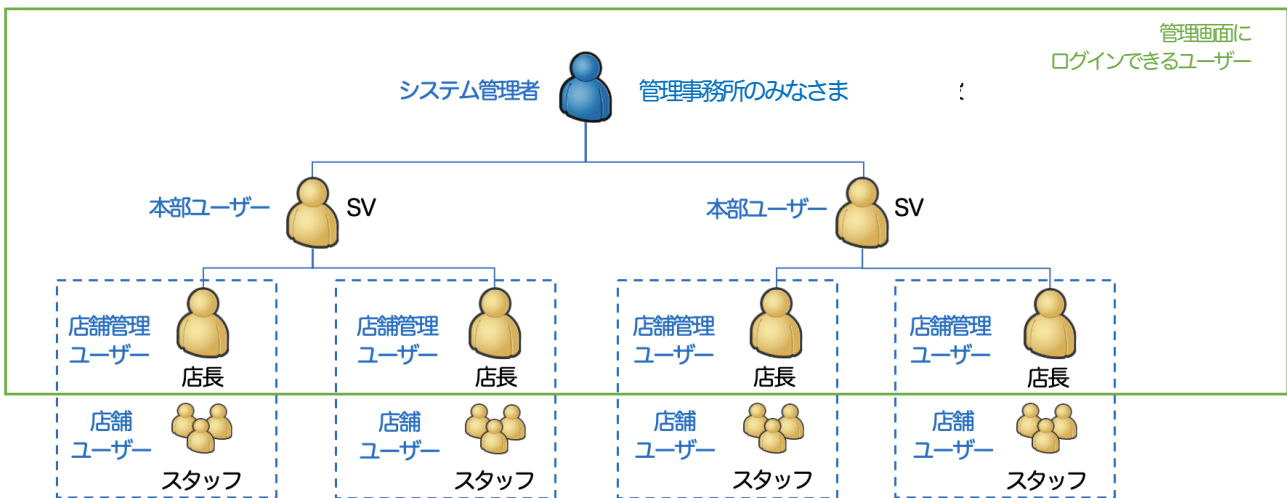 管理画面に
ログインできるユーザー
システム管理者 管理事務所のみなさま
本部ユーザー SV 本部ユーザー SV
店舗管理 店舗管理 店舗管理 店舗管理
ユーザー ユーザー ユーザー ユーザー
店長 店長 店長 店長
店舗 店舗 店舗 店舗
ユーザー ユーザー ユーザー ユーザー
スタッフ スタッフ スタッフ スタッフ